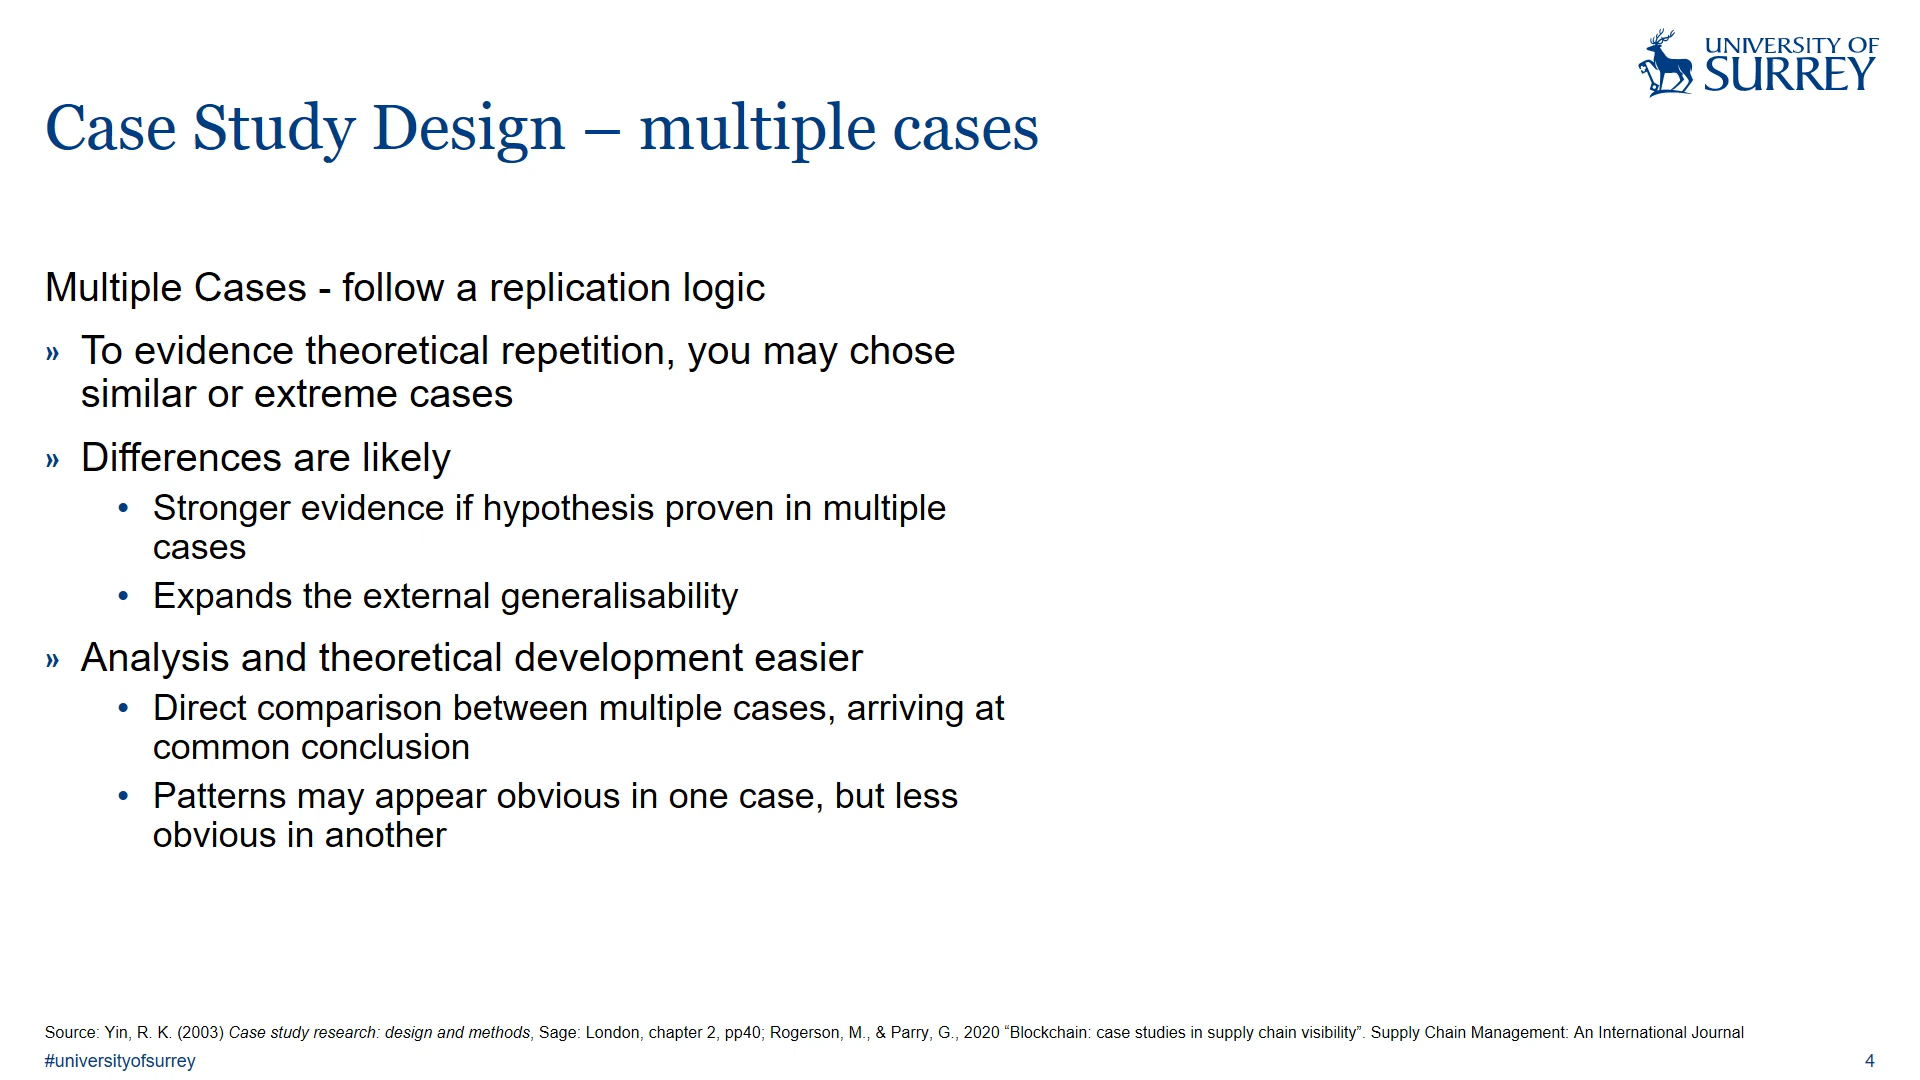 UNIVERSITY OF
SURREY
Case Study Design – multiple cases
Multiple Cases - follow a replication logic
» To evidence theoretical repetition, you may chose
similar or extreme cases
» Differences are likely
• Stronger evidence if hypothesis proven in multiple
cases
• Expands the external generalisability
» Analysis and theoretical development easier
• Direct comparison between multiple cases, arriving at
common conclusion
• Patterns may appear obvious in one case, but less
obvious in another
Source: Yin, R. K. (2003) Case study research: design and methods, Sage: London, chapter 2, pp40; Rogerson, M., & Parry, G., 2020 “Blockchain: case studies in supply chain visibility”. Supply Chain Management: An International Journal
#universityofsurrey
4